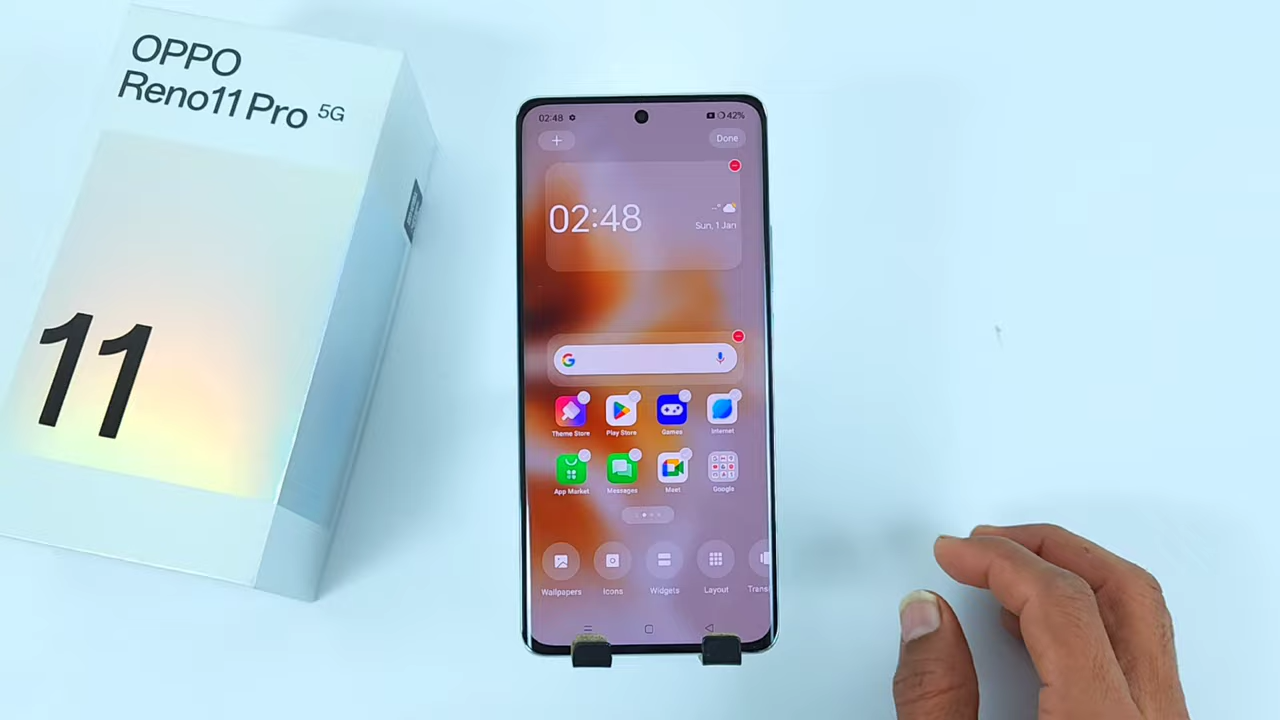 OPPO
Reno11 Pro 5G
11
02:48
42%
+
Done
02:48
Sun, 1 Jan
Theme Store
Play Store
Games
Internet
App Market
Messages
Meet
Google
Wallpapers
Icons
Widgets
Layout